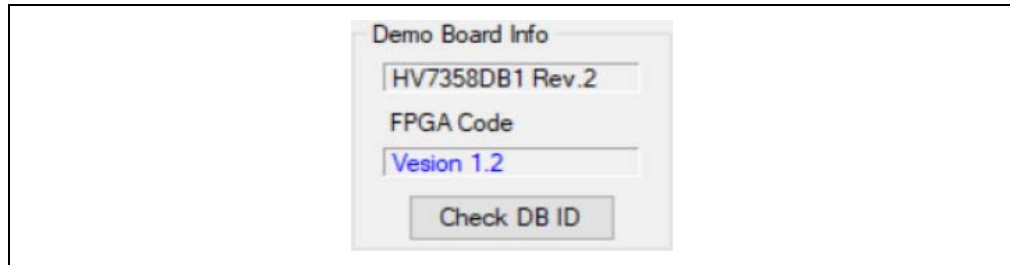 Demo Board Info
HV7358DB1 Rev.2
FPGA Code
Vesion 1.2
Check DB ID